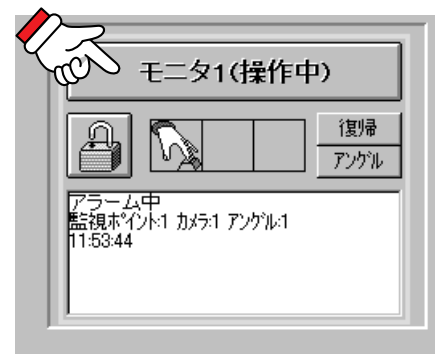 モニタ1(操作中)
復帰
アングル
アラーム中
監視ポイント:1 カメラ:1 アングル:1
11:53:44